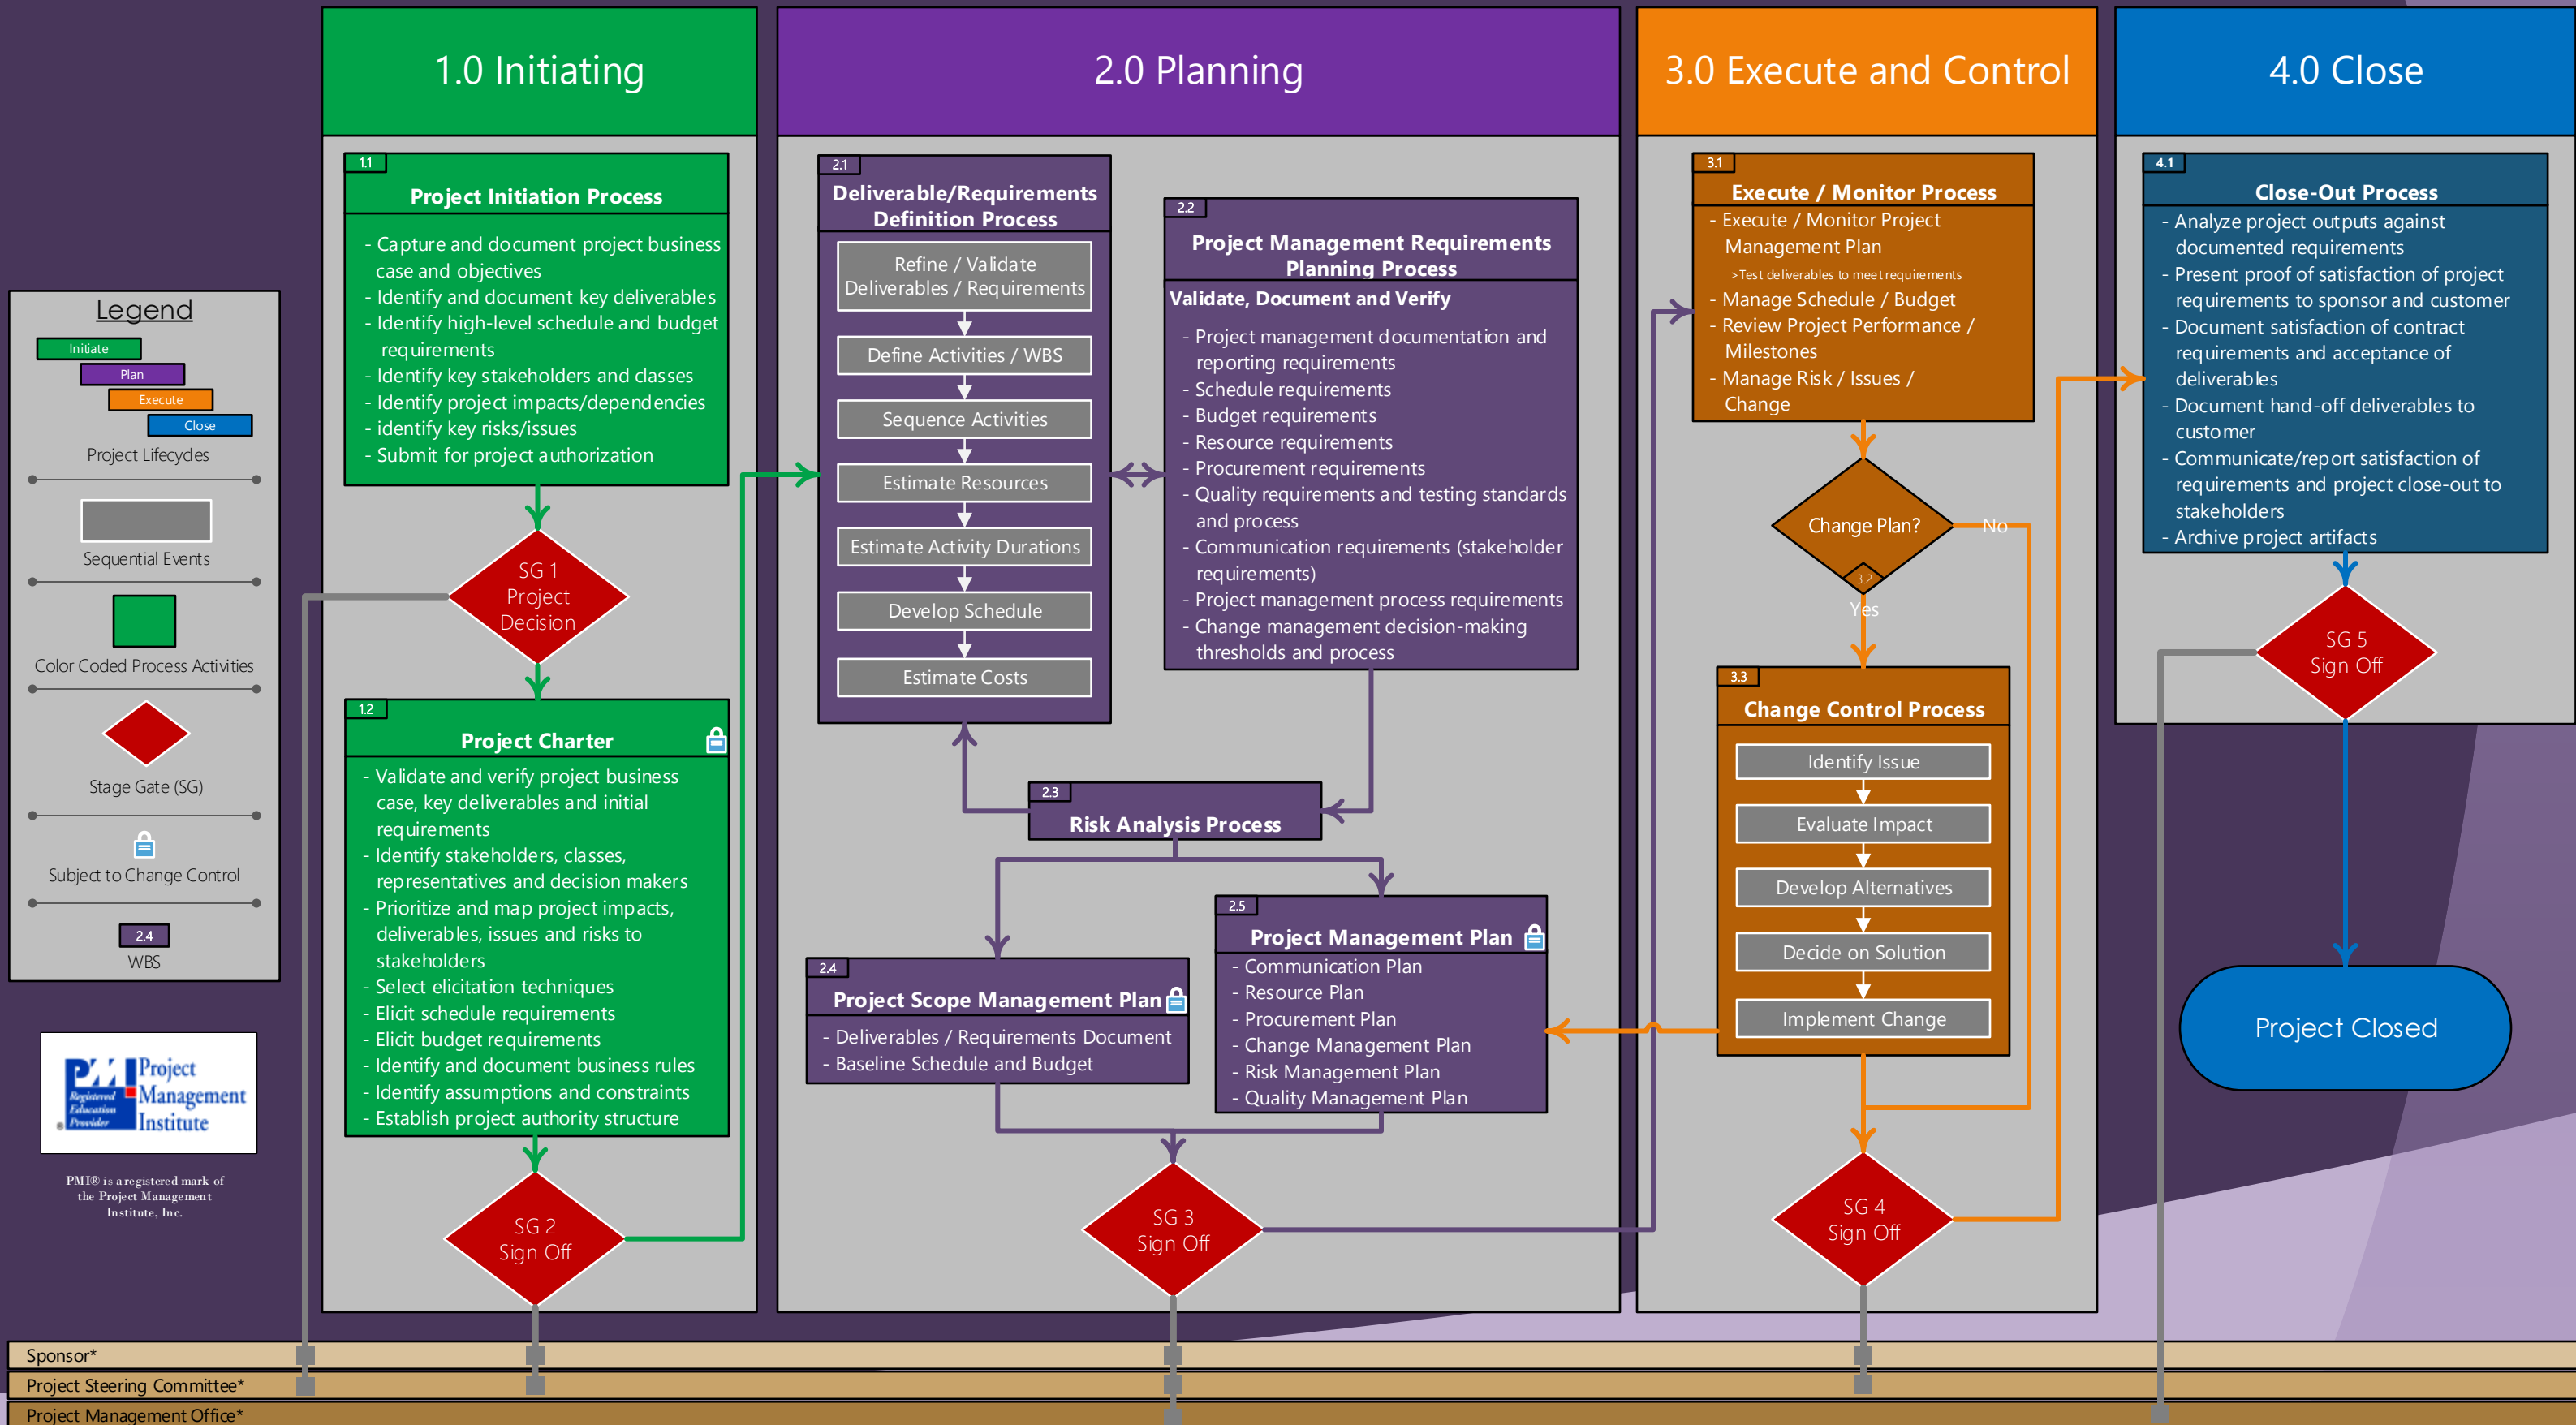 1.0 Initiating
2.0 Planning
3.0 Execute and Control
4.0 Close
Legend
Initiate
Plan
Execute
Close
Project Lifecycles
Sequential Events
Color Coded Process Activities
Stage Gate (SG)
Subject to Change Control
2.4
WBS
PMI
Registered
Education
Provider
®
Project
Management
Institute
PMI® is a registered mark of
the Project Management
Institute, Inc.
1.1
Project Initiation Process
- Capture and document project business
case and objectives
- Identify and document key deliverables
- Identify high-level schedule and budget
requirements
- Identify key stakeholders and classes
- Identify project impacts/dependencies
- identify key risks/issues
- Submit for project authorization
SG 1
Project
Decision
1.2
Project Charter
- Validate and verify project business
case, key deliverables and initial
requirements
- Identify stakeholders, classes,
representatives and decision makers
- Prioritize and map project impacts,
deliverables, issues and risks to
stakeholders
- Select elicitation techniques
- Elicit schedule requirements
- Elicit budget requirements
- Identify and document business rules
- Identify assumptions and constraints
- Establish project authority structure
SG 2
Sign Off
2.1
Deliverable/Requirements
Definition Process
Refine / Validate
Deliverables / Requirements
Define Activities / WBS
Sequence Activities
Estimate Resources
Estimate Activity Durations
Develop Schedule
Estimate Costs
2.2
Project Management Requirements
Planning Process
Validate, Document and Verify
- Project management documentation and
reporting requirements
- Schedule requirements
- Budget requirements
- Resource requirements
- Procurement requirements
- Quality requirements and testing standards
and process
- Communication requirements (stakeholder
requirements)
- Project management process requirements
- Change management decision-making
thresholds and process
2.3
Risk Analysis Process
2.4
Project Scope Management Plan
- Deliverables / Requirements Document
- Baseline Schedule and Budget
2.5
Project Management Plan
- Communication Plan
- Resource Plan
- Procurement Plan
- Change Management Plan
- Risk Management Plan
- Quality Management Plan
SG 3
Sign Off
3.1
Execute / Monitor Process
- Execute / Monitor Project
Management Plan
>Test deliverables to meet requirements
- Manage Schedule / Budget
- Review Project Performance /
Milestones
- Manage Risk / Issues /
Change
Change Plan?
No
3.2
Yes
3.3
Change Control Process
Identify Issue
Evaluate Impact
Develop Alternatives
Decide on Solution
Implement Change
SG 4
Sign Off
4.1
Close-Out Process
- Analyze project outputs against
documented requirements
- Present proof of satisfaction of project
requirements to sponsor and customer
- Document satisfaction of contract
requirements and acceptance of
deliverables
- Document hand-off deliverables to
customer
- Communicate/report satisfaction of
requirements and project close-out to
stakeholders
- Archive project artifacts
SG 5
Sign Off
Project Closed
Sponsor*
Project Steering Committee*
Project Management Office*